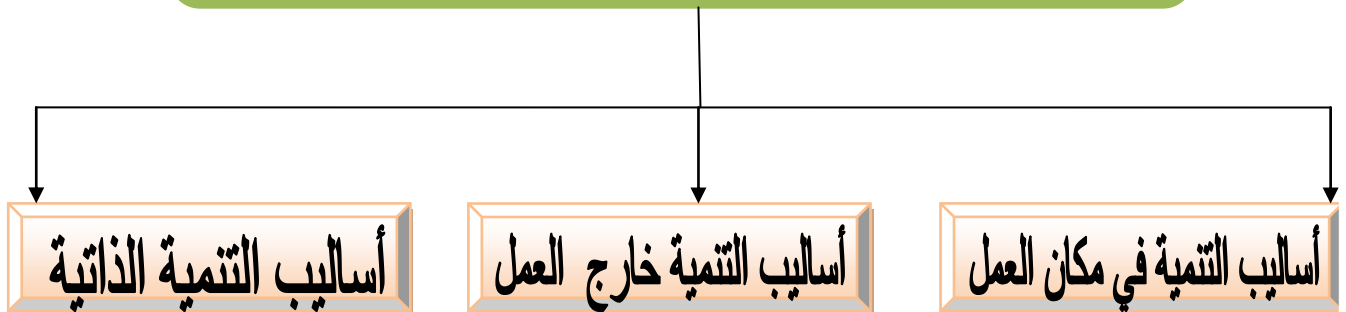 أساليب التنمية في مكان العمل
أساليب التنمية خارج العمل
أساليب التنمية الذاتية